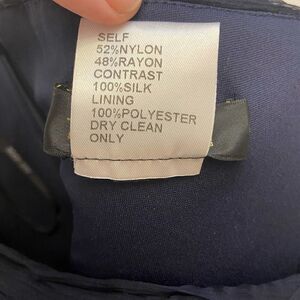 SELF
52%NYLON
48%RAYON
CONTRAST
100%SILK
LINING
100%POLYESTER
DRY CLEAN
ONLY